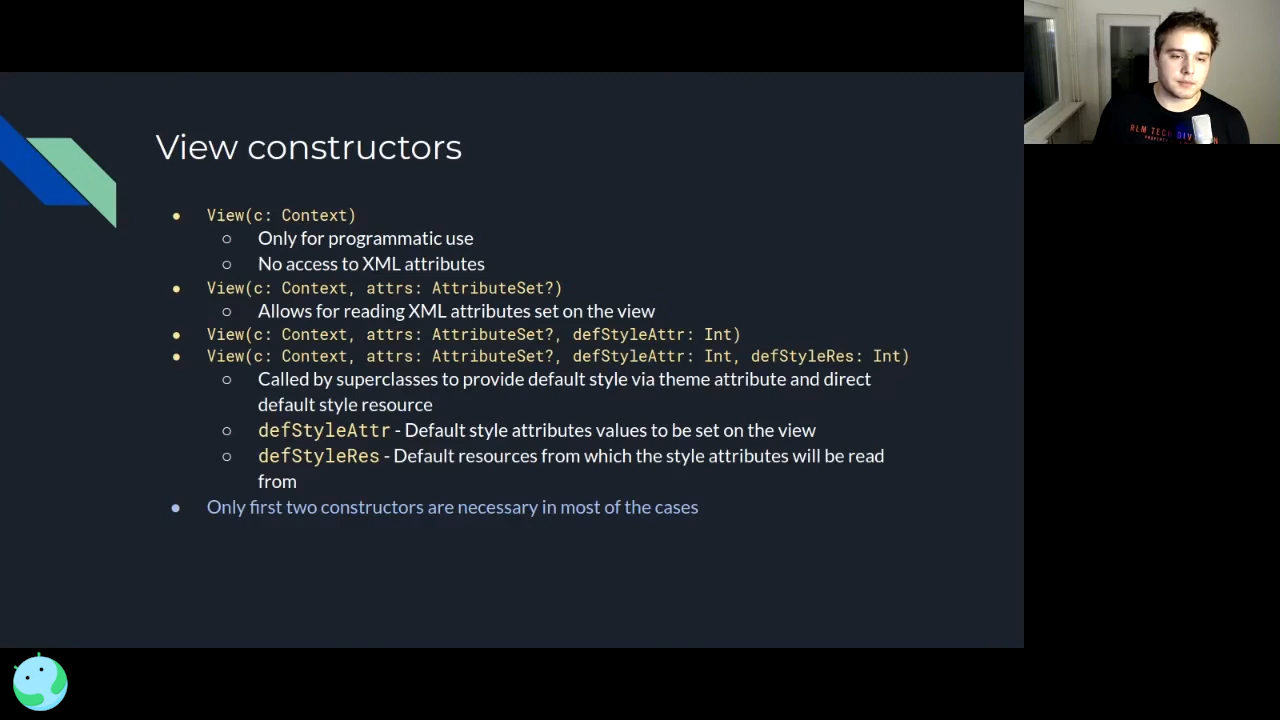 View constructors
● View(c: Context)
○ Only for programmatic use
○ No access to XML attributes
● View(c: Context, attrs: AttributeSet?)
○ Allows for reading XML attributes set on the view
● View(c: Context, attrs: AttributeSet?, defStyleAttr: Int)
● View(c: Context, attrs: AttributeSet?, defStyleAttr: Int, defStyleRes: Int)
○ Called by superclasses to provide default style via theme attribute and direct
default style resource
○ defStyleAttr - Default style attributes values to be set on the view
○ defStyleRes - Default resources from which the style attributes will be read
from
● Only first two constructors are necessary in most of the cases
RLM TECH